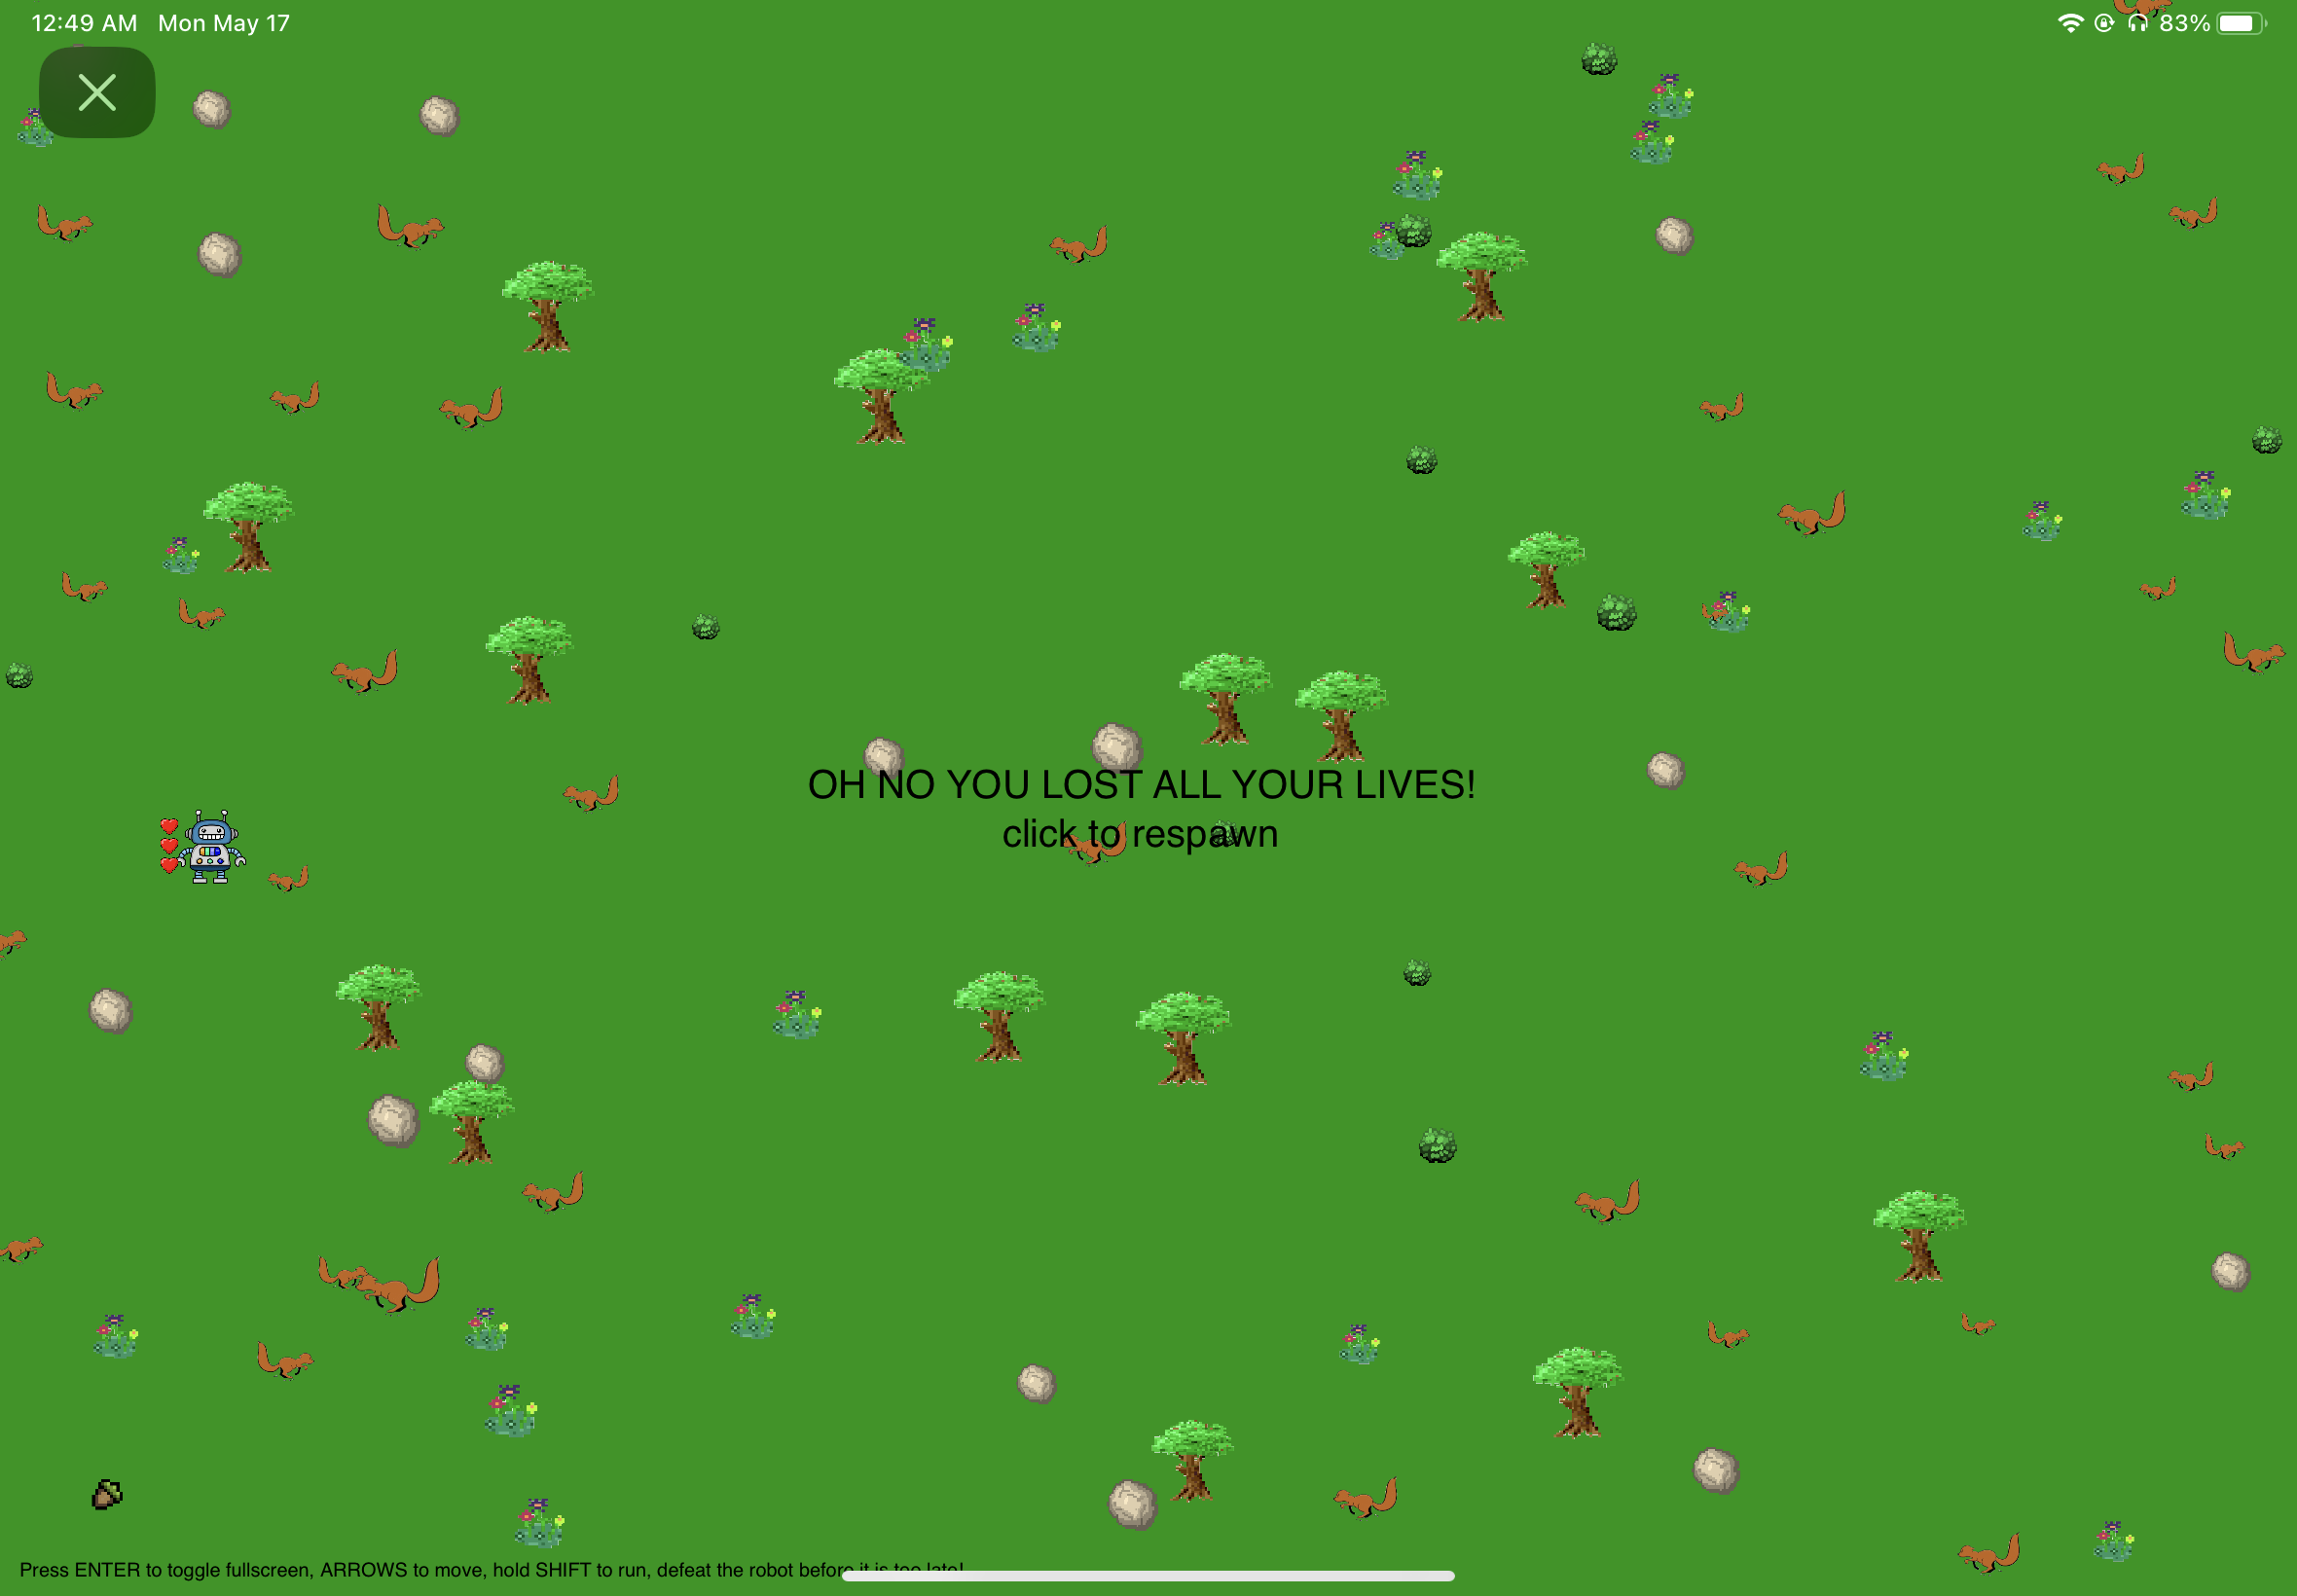 12:49 AM Mon May 17
83%
OH NO YOU LOST ALL YOUR LIVES!
click to respawn
Press ENTER to toggle fullscreen, ARROWS to move, hold SHIFT to run, defeat the robot before it is too late!